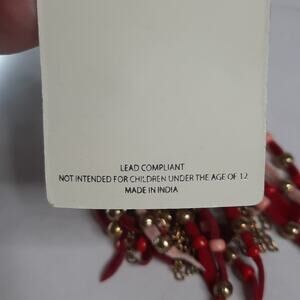 LEAD COMPLIANT
NOT INTENDED FOR CHILDREN UNDER THE AGE OF 12
MADE IN INDIA